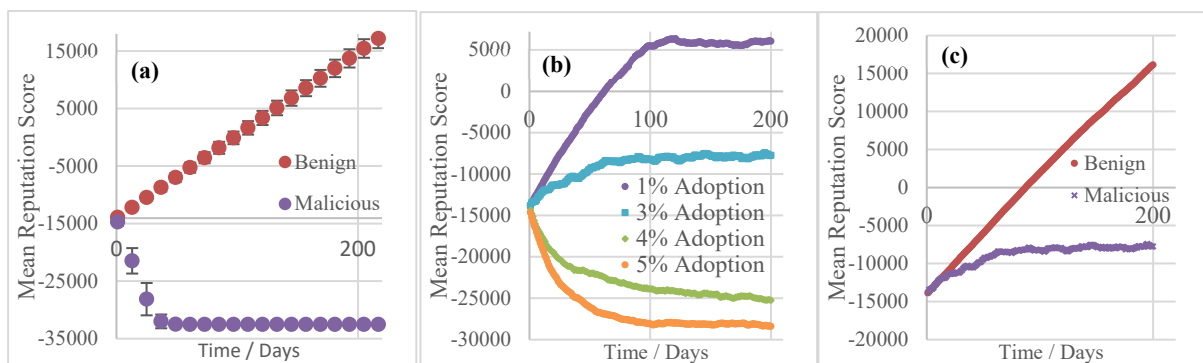 Mean Reputation Score
(a)
15000
5000
-5000
-15000
-25000
-35000
Benign
Malicious
0
200
Time / Days
Mean Reputation Score
(b)
5000
0
-5000
-10000
-15000
-20000
-25000
-30000
0
100
200
1% Adoption
3% Adoption
4% Adoption
5% Adoption
Time / Days
Mean Reputation Score
(c)
20000
15000
10000
5000
0
-5000
-10000
-15000
-20000
Benign
Malicious
0
200
Time / Days